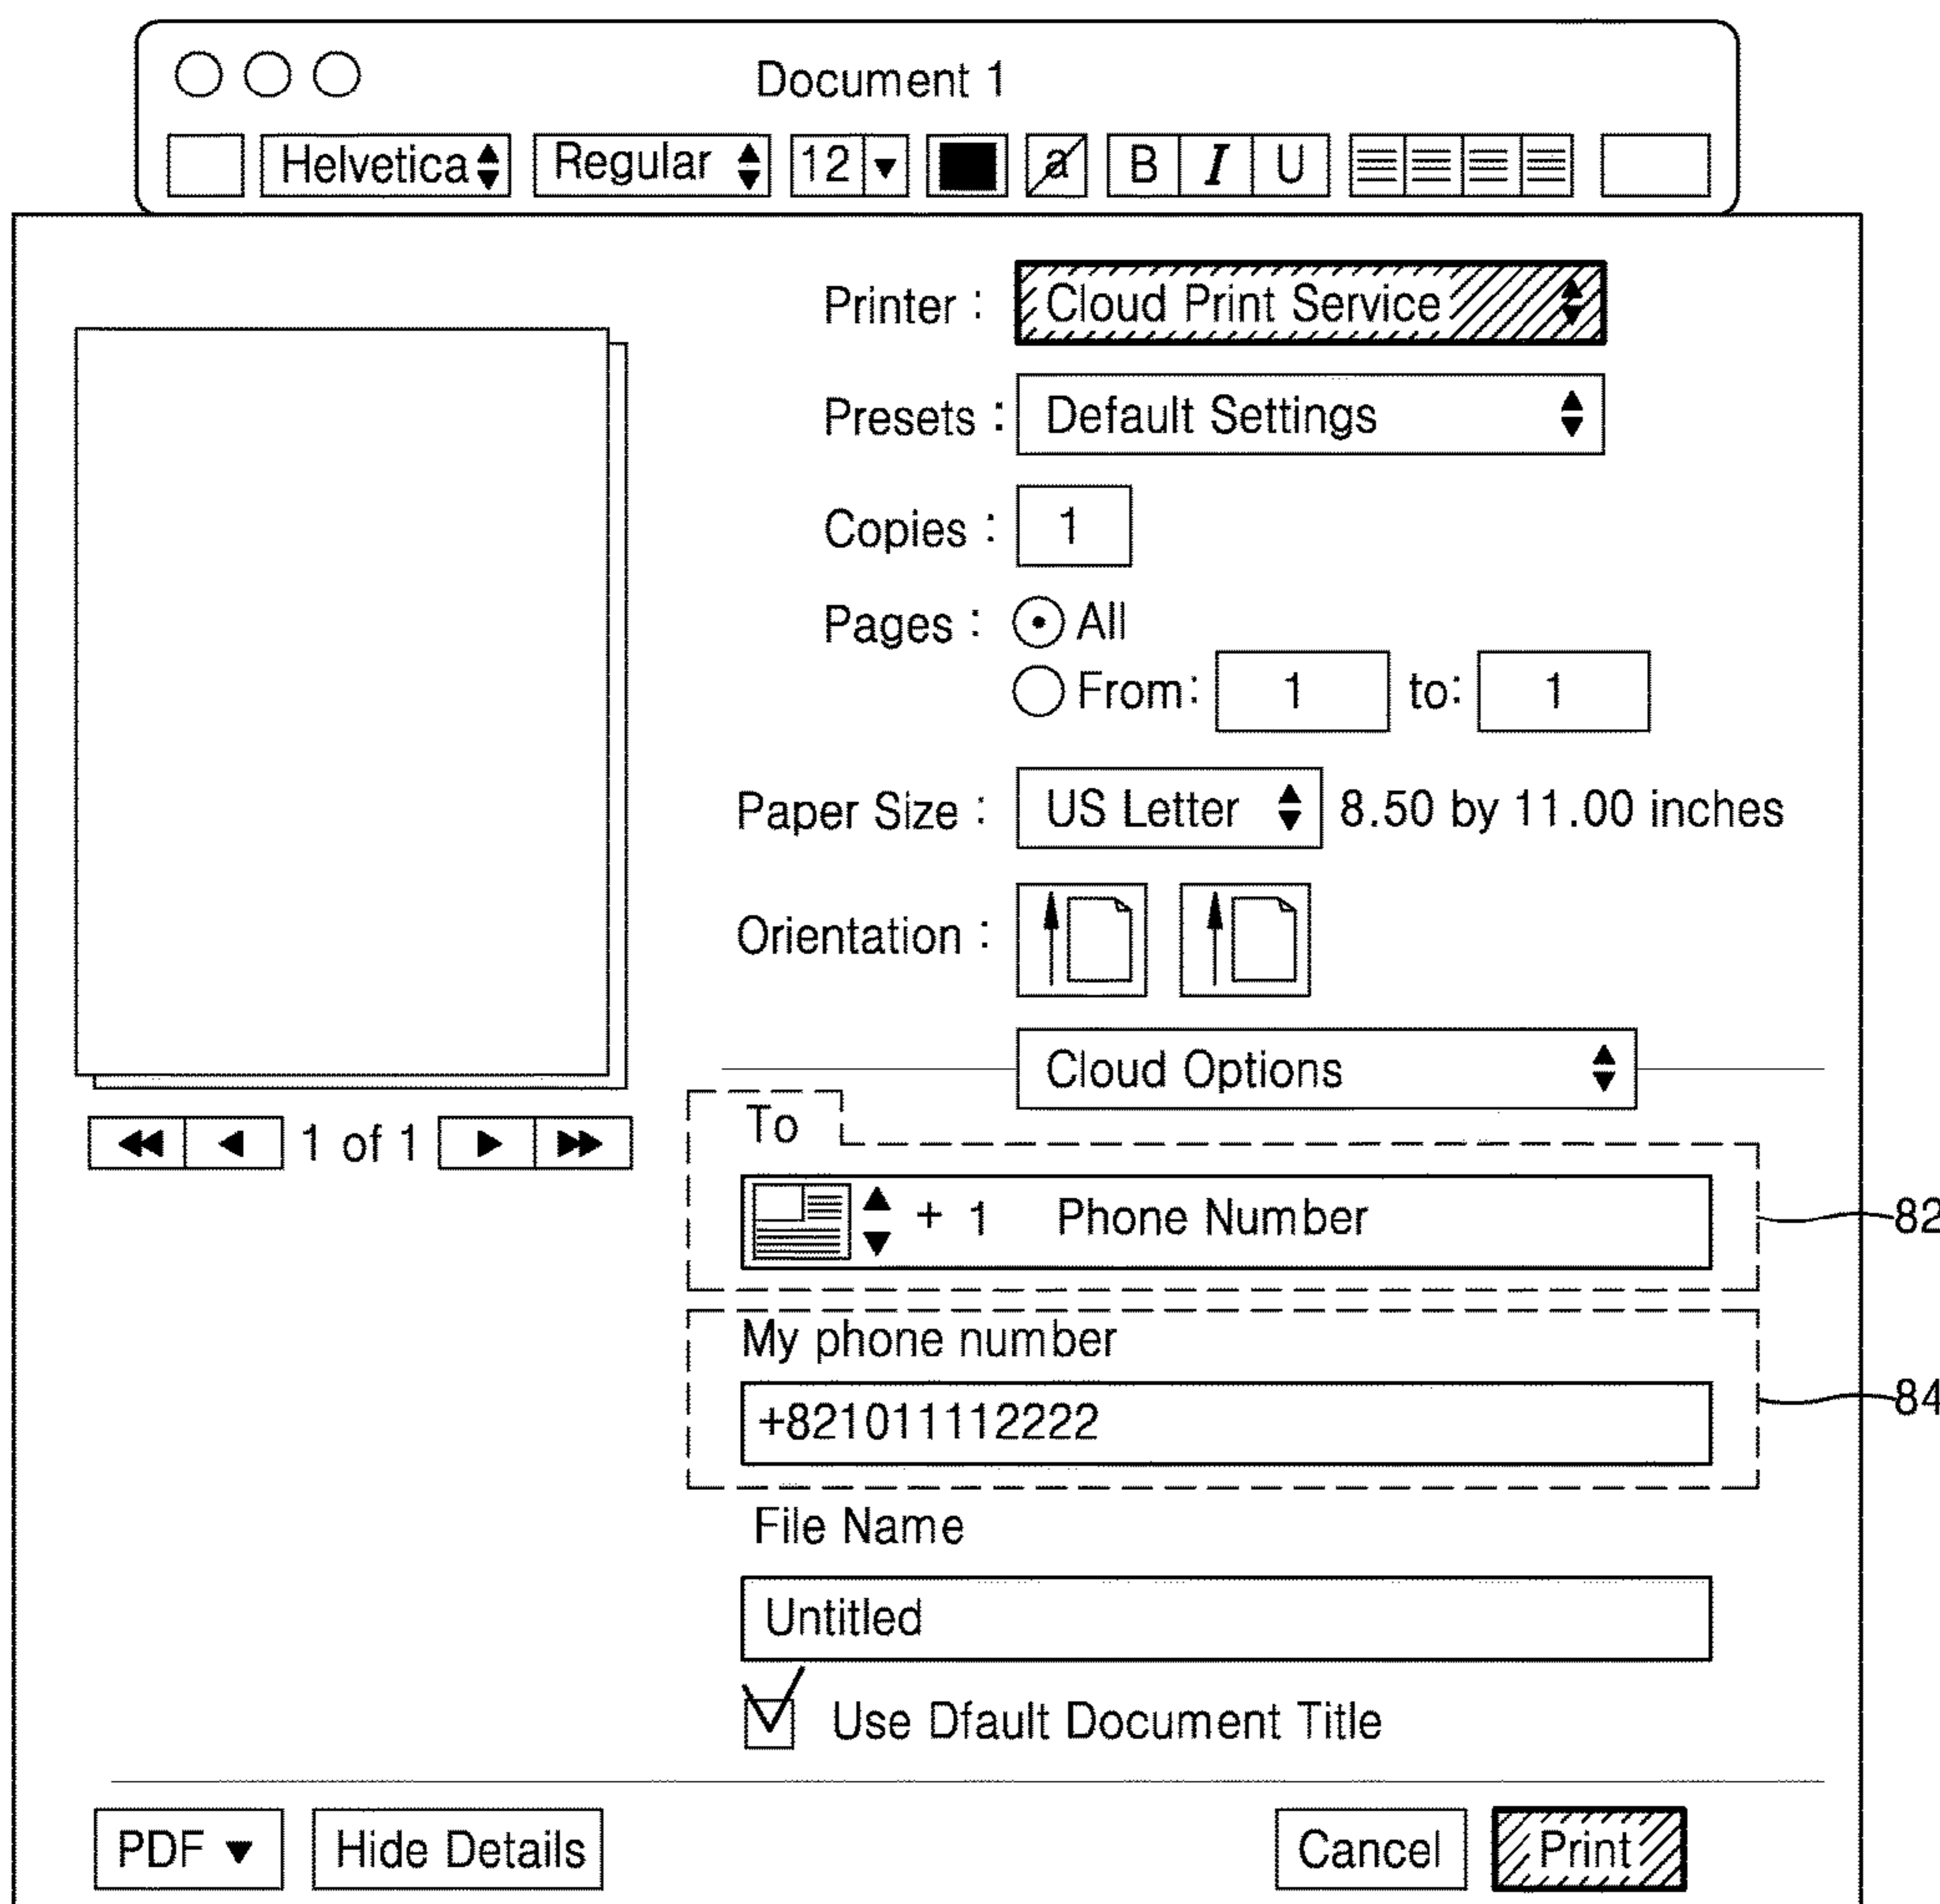 Document 1
Helvetica Regular 12 a B I U
Printer : Cloud Print Service
Presets : Default Settings
Copies : 1
Pages : All
From: 1 to: 1
Paper Size : US Letter 8.50 by 11.00 inches
Orientation :
Cloud Options
1 of 1
To
+ 1 Phone Number
82
My phone number
+821011112222
84
File Name
Untitled
Use Dfault Document Title
PDF Hide Details Cancel Print